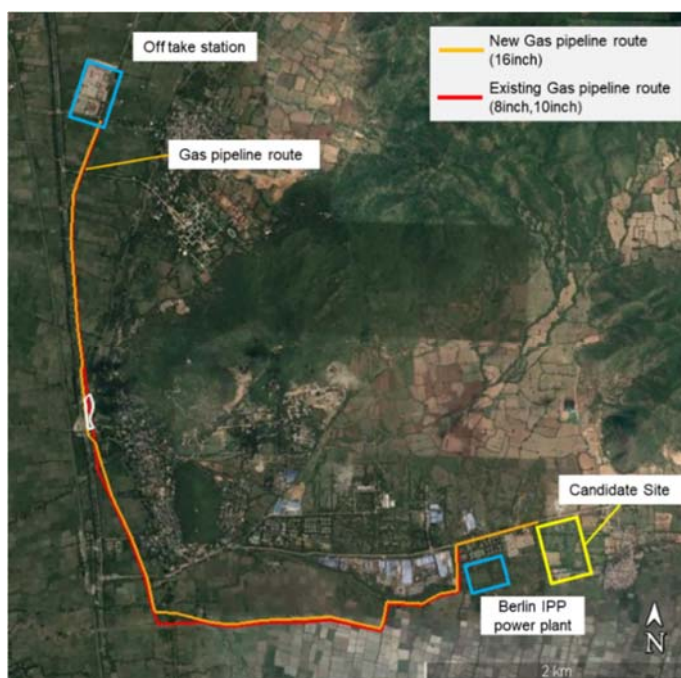 Off take station
New Gas pipeline route
(16inch)
Existing Gas pipeline route
(8inch,10inch)
Gas pipeline route
Candidate Site
Berlin IPP
power plant
N
2 km